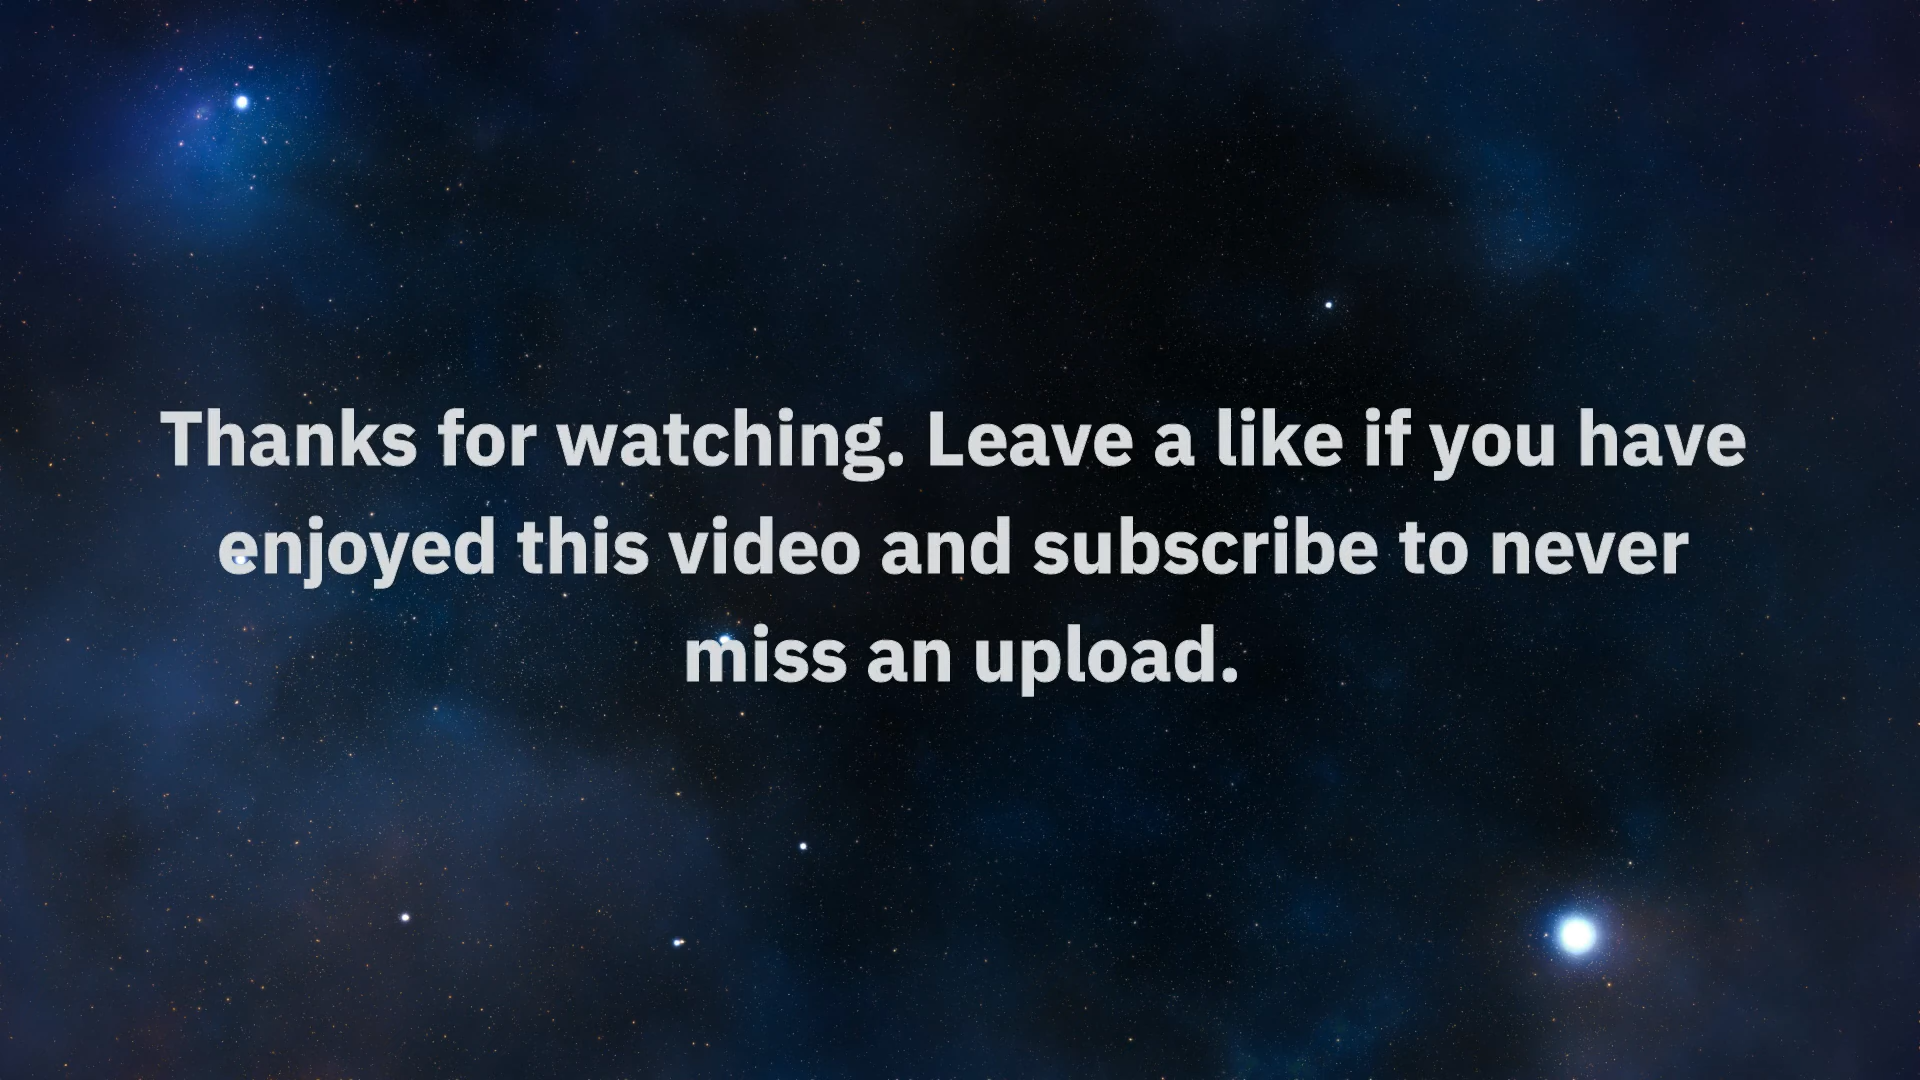 Thanks for watching. Leave a like if you have
enjoyed this video and subscribe to never
miss an upload.